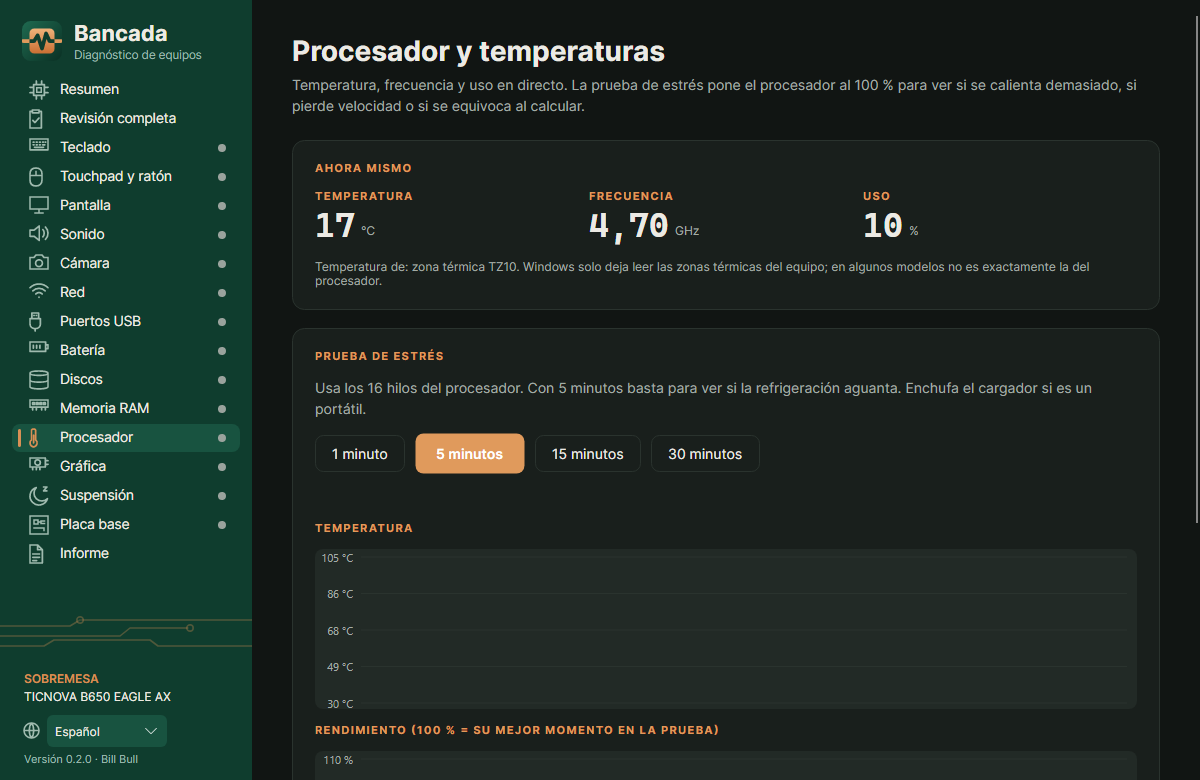 Bancada
Diagnóstico de equipos
Resumen
Revisión completa
Teclado
Touchpad y ratón
Pantalla
Sonido
Cámara
Red
Puertos USB
Batería
Discos
Memoria RAM
Procesador
Gráfica
Suspensión
Placa base
Informe
SOBREMESA
TICNOVA B650 EAGLE AX
Español
Versión 0.2.0 · Bill Bull
Procesador y temperaturas
Temperatura, frecuencia y uso en directo. La prueba de estrés pone el procesador al 100 % para ver si se calienta demasiado, si
pierde velocidad o si se equivoca al calcular.
AHORA MISMO
TEMPERATURA FRECUENCIA USO
17 °C 4,70 GHz 10 %
Temperatura de: zona térmica TZ10. Windows solo deja leer las zonas térmicas del equipo; en algunos modelos no es exactamente la del
procesador.
PRUEBA DE ESTRÉS
Usa los 16 hilos del procesador. Con 5 minutos basta para ver si la refrigeración aguanta. Enchufa el cargador si es un
portátil.
1 minuto 5 minutos 15 minutos 30 minutos
TEMPERATURA
105 °C
86 °C
68 °C
49 °C
30 °C
RENDIMIENTO (100 % = SU MEJOR MOMENTO EN LA PRUEBA)
110 %